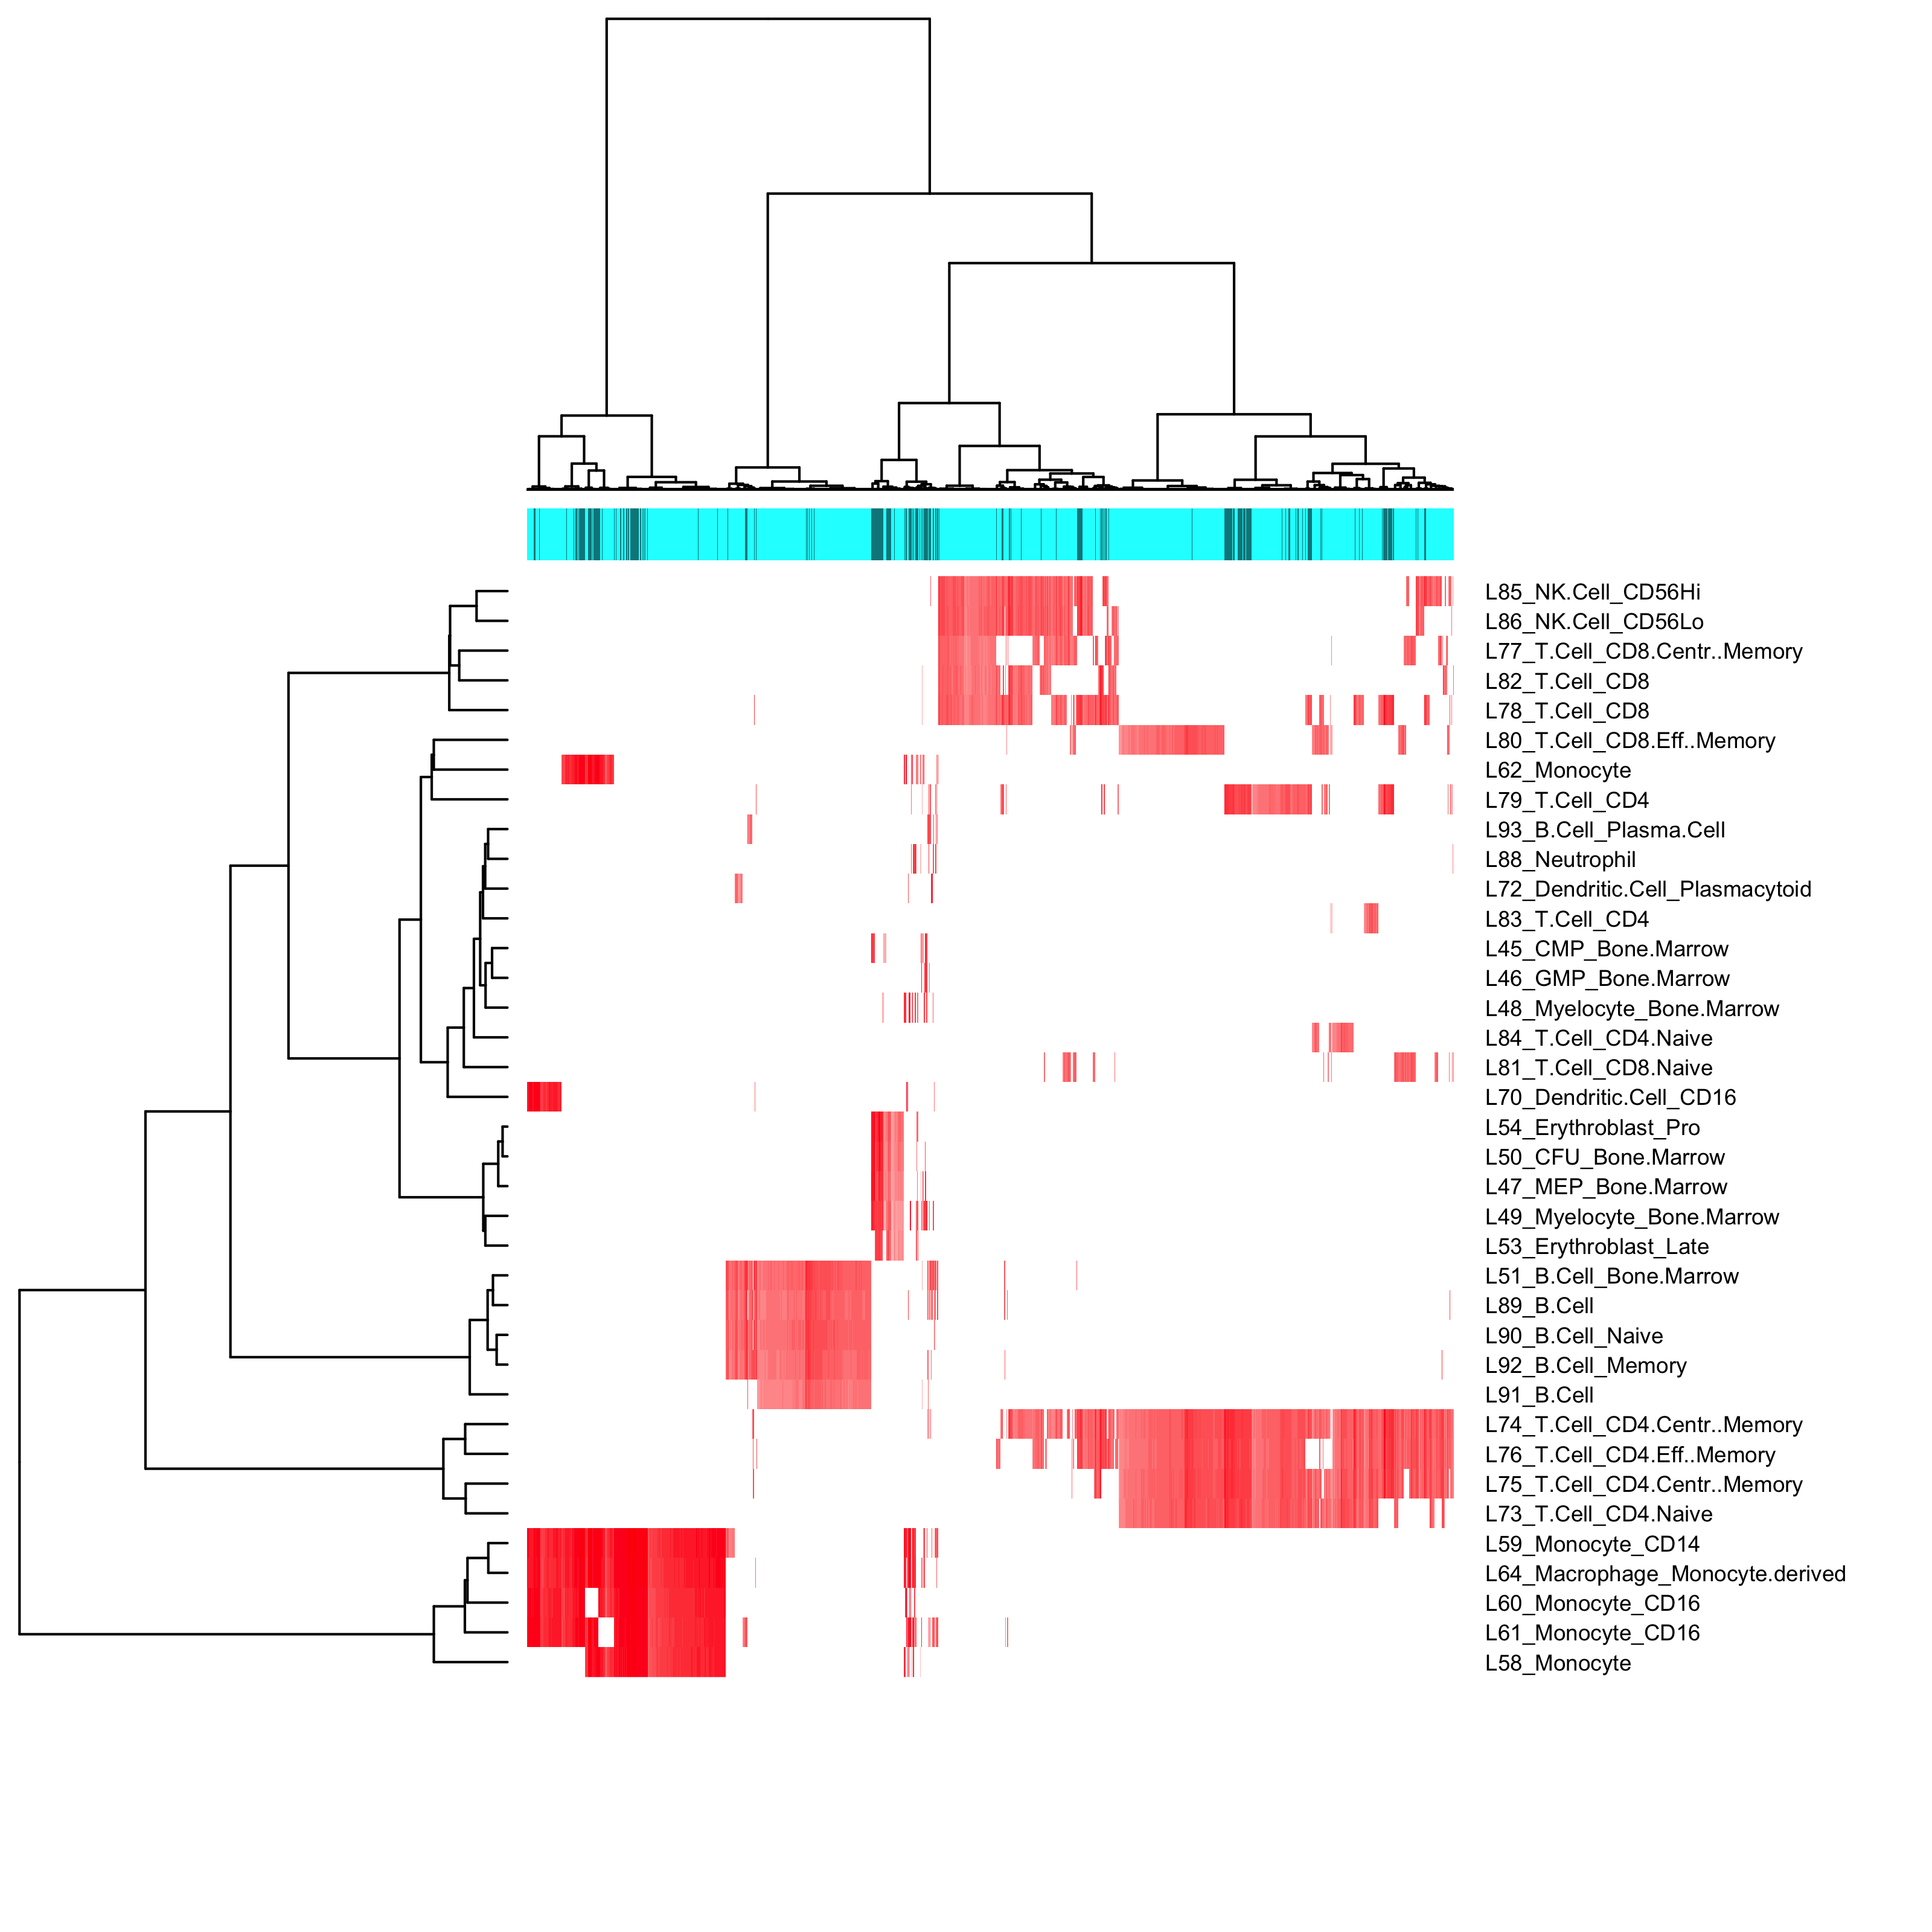 L85_NK.Cell_CD56Hi
L86_NK.Cell_CD56Lo
L77_T.Cell_CD8.Centr..Memory
L82_T.Cell_CD8
L78_T.Cell_CD8
L80_T.Cell_CD8.Eff..Memory
L62_Monocyte
L79_T.Cell_CD4
L93_B.Cell_Plasma.Cell
L88_Neutrophil
L72_Dendritic.Cell_Plasmacytoid
L83_T.Cell_CD4
L45_CMP_Bone.Marrow
L46_GMP_Bone.Marrow
L48_Myelocyte_Bone.Marrow
L84_T.Cell_CD4.Naive
L81_T.Cell_CD8.Naive
L70_Dendritic.Cell_CD16
L54_Erythroblast_Pro
L50_CFU_Bone.Marrow
L47_MEP_Bone.Marrow
L49_Myelocyte_Bone.Marrow
L53_Erythroblast_Late
L51_B.Cell_Bone.Marrow
L89_B.Cell
L90_B.Cell_Naive
L92_B.Cell_Memory
L91_B.Cell
L74_T.Cell_CD4.Centr..Memory
L76_T.Cell_CD4.Eff..Memory
L75_T.Cell_CD4.Centr..Memory
L73_T.Cell_CD4.Naive
L59_Monocyte_CD14
L64_Macrophage_Monocyte.derived
L60_Monocyte_CD16
L61_Monocyte_CD16
L58_Monocyte